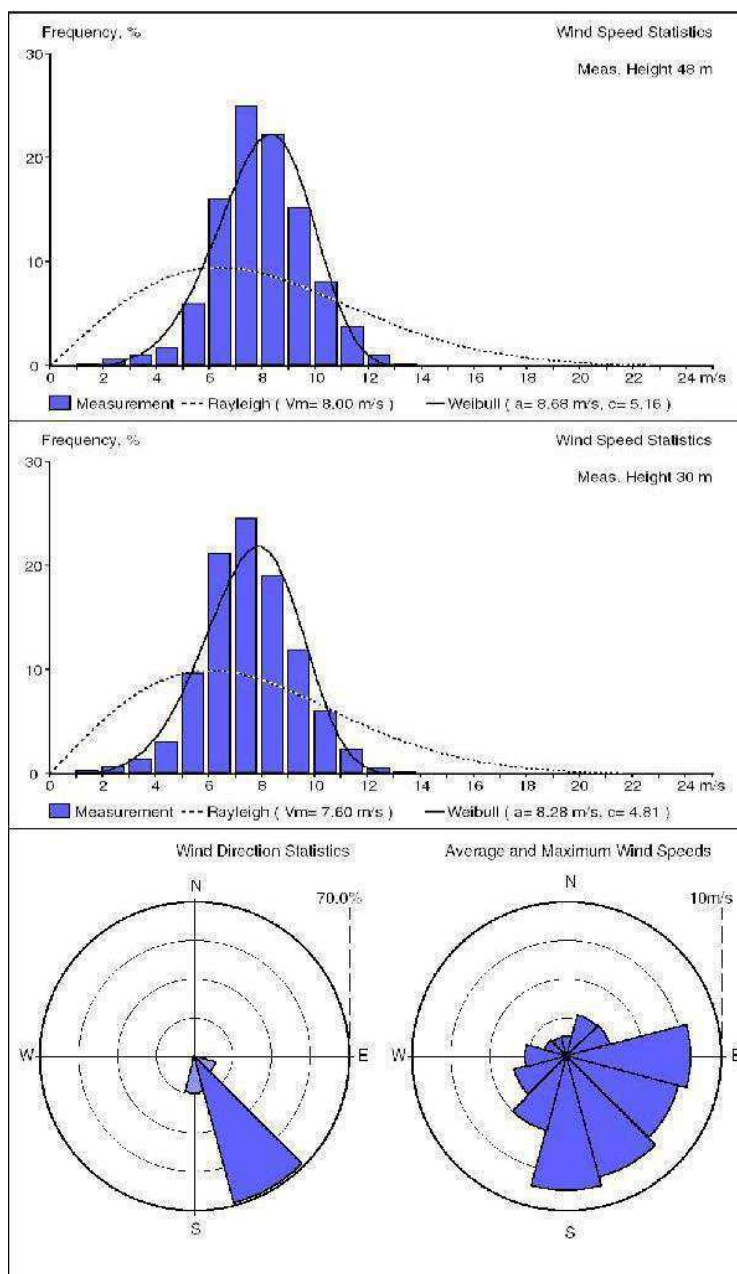 Frequency, % Wind Speed Statistics
Meas. Height 48 m
30
20
10
0
0 2 4 6 8 10 12 14 16 18 20 22 24 m/s
Measurement Rayleigh ( Vm= 8.00 m/s ) Weibull ( a= 8.68 m/s, c= 5.16 )
Frequency, % Wind Speed Statistics
Meas. Height 30 m
30
20
10
0
0 2 4 6 8 10 12 14 16 18 20 22 24 m/s
Measurement Rayleigh ( Vm= 7.60 m/s ) Weibull ( a= 8.28 m/s, c= 4.81 )
Wind Direction Statistics
N
70.0%
W
E
S
Average and Maximum Wind Speeds
N
10m/s
W
E
S